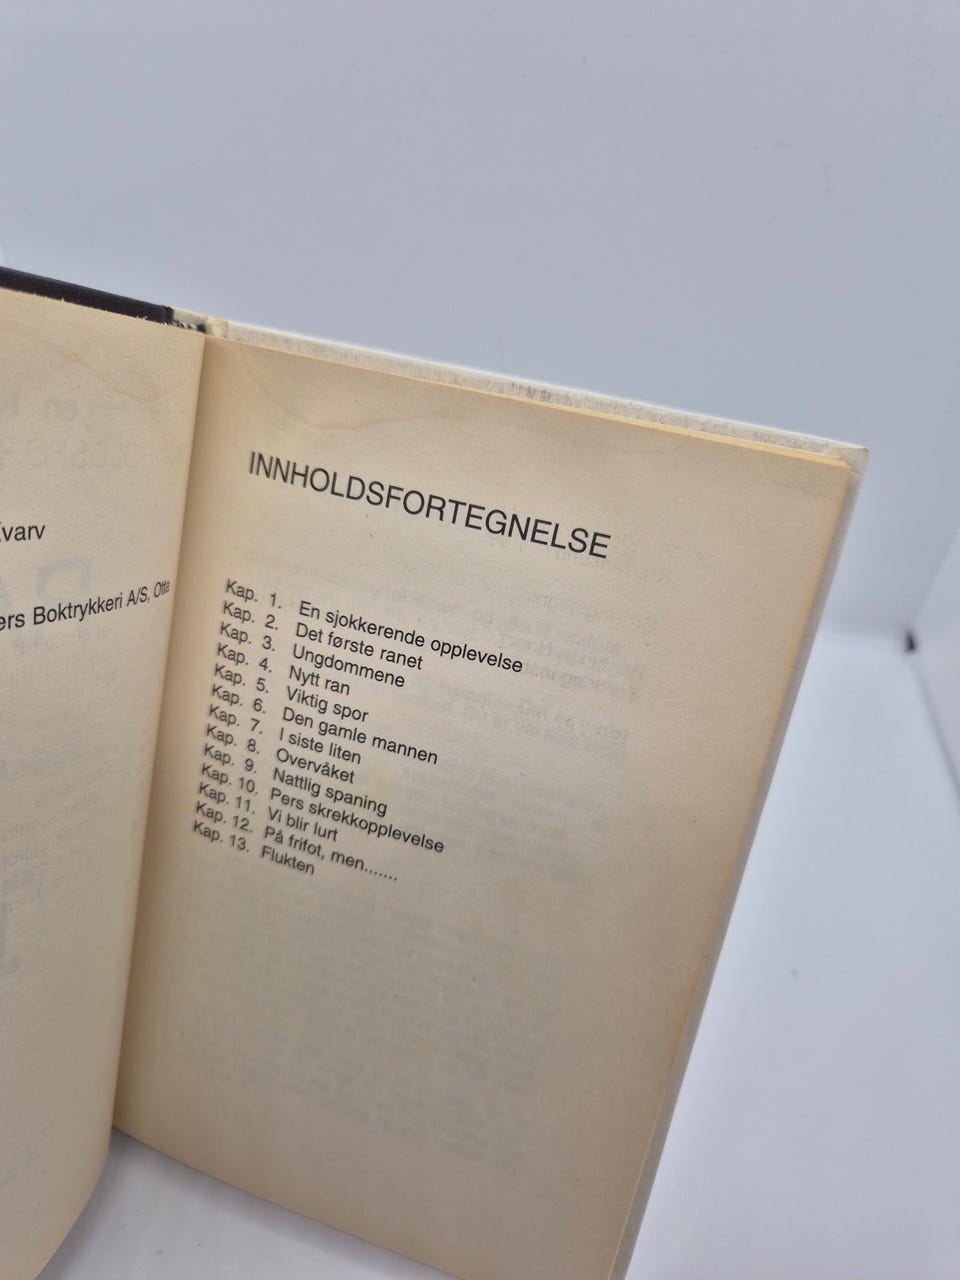 varv
ers Boktrykkeri A/S, Otta
INNHOLDSFORTEGNELSE
Kap. 1. En sjokkerende opplevelse
Kap. 2. Det første ranet
Kap. 3. Ungdommene
Kap. 4. Nytt ran
Kap. 5. Viktig spor
Kap. 6. Den gamle mannen
Kap. 7. I siste liten
Kap. 8. Overvåket
Kap. 9. Nattlig spaning
Kap. 10. Pers skrekkopplevelse
Kap. 11. Vi blir lurt
Kap. 12. På frifot, men.......
Kap. 13. Flukten